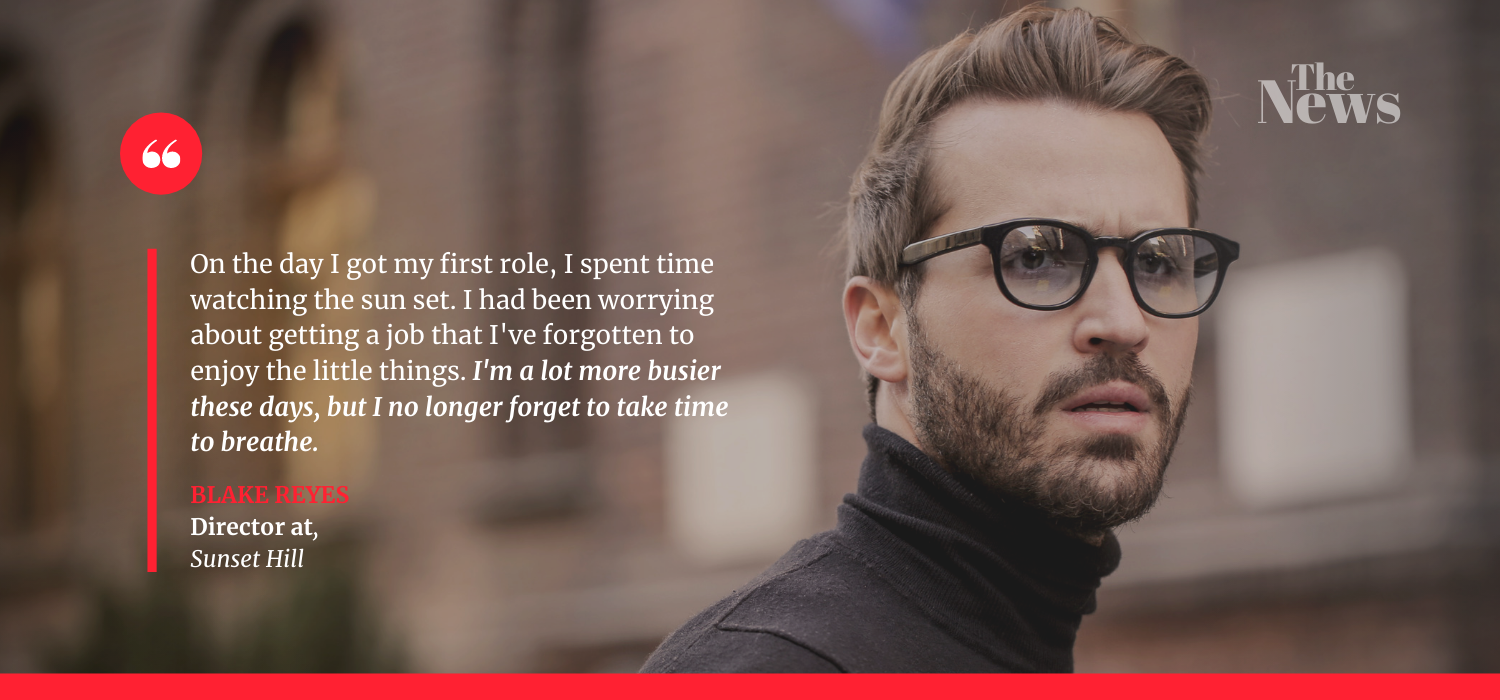 The
News
“
On the day I got my first role, I spent time
watching the sun set. I had been worrying
about getting a job that I've forgotten to
enjoy the little things. I'm a lot more busier
these days, but I no longer forget to take time
to breathe.
BLAKE REYES
Director at,
Sunset Hill